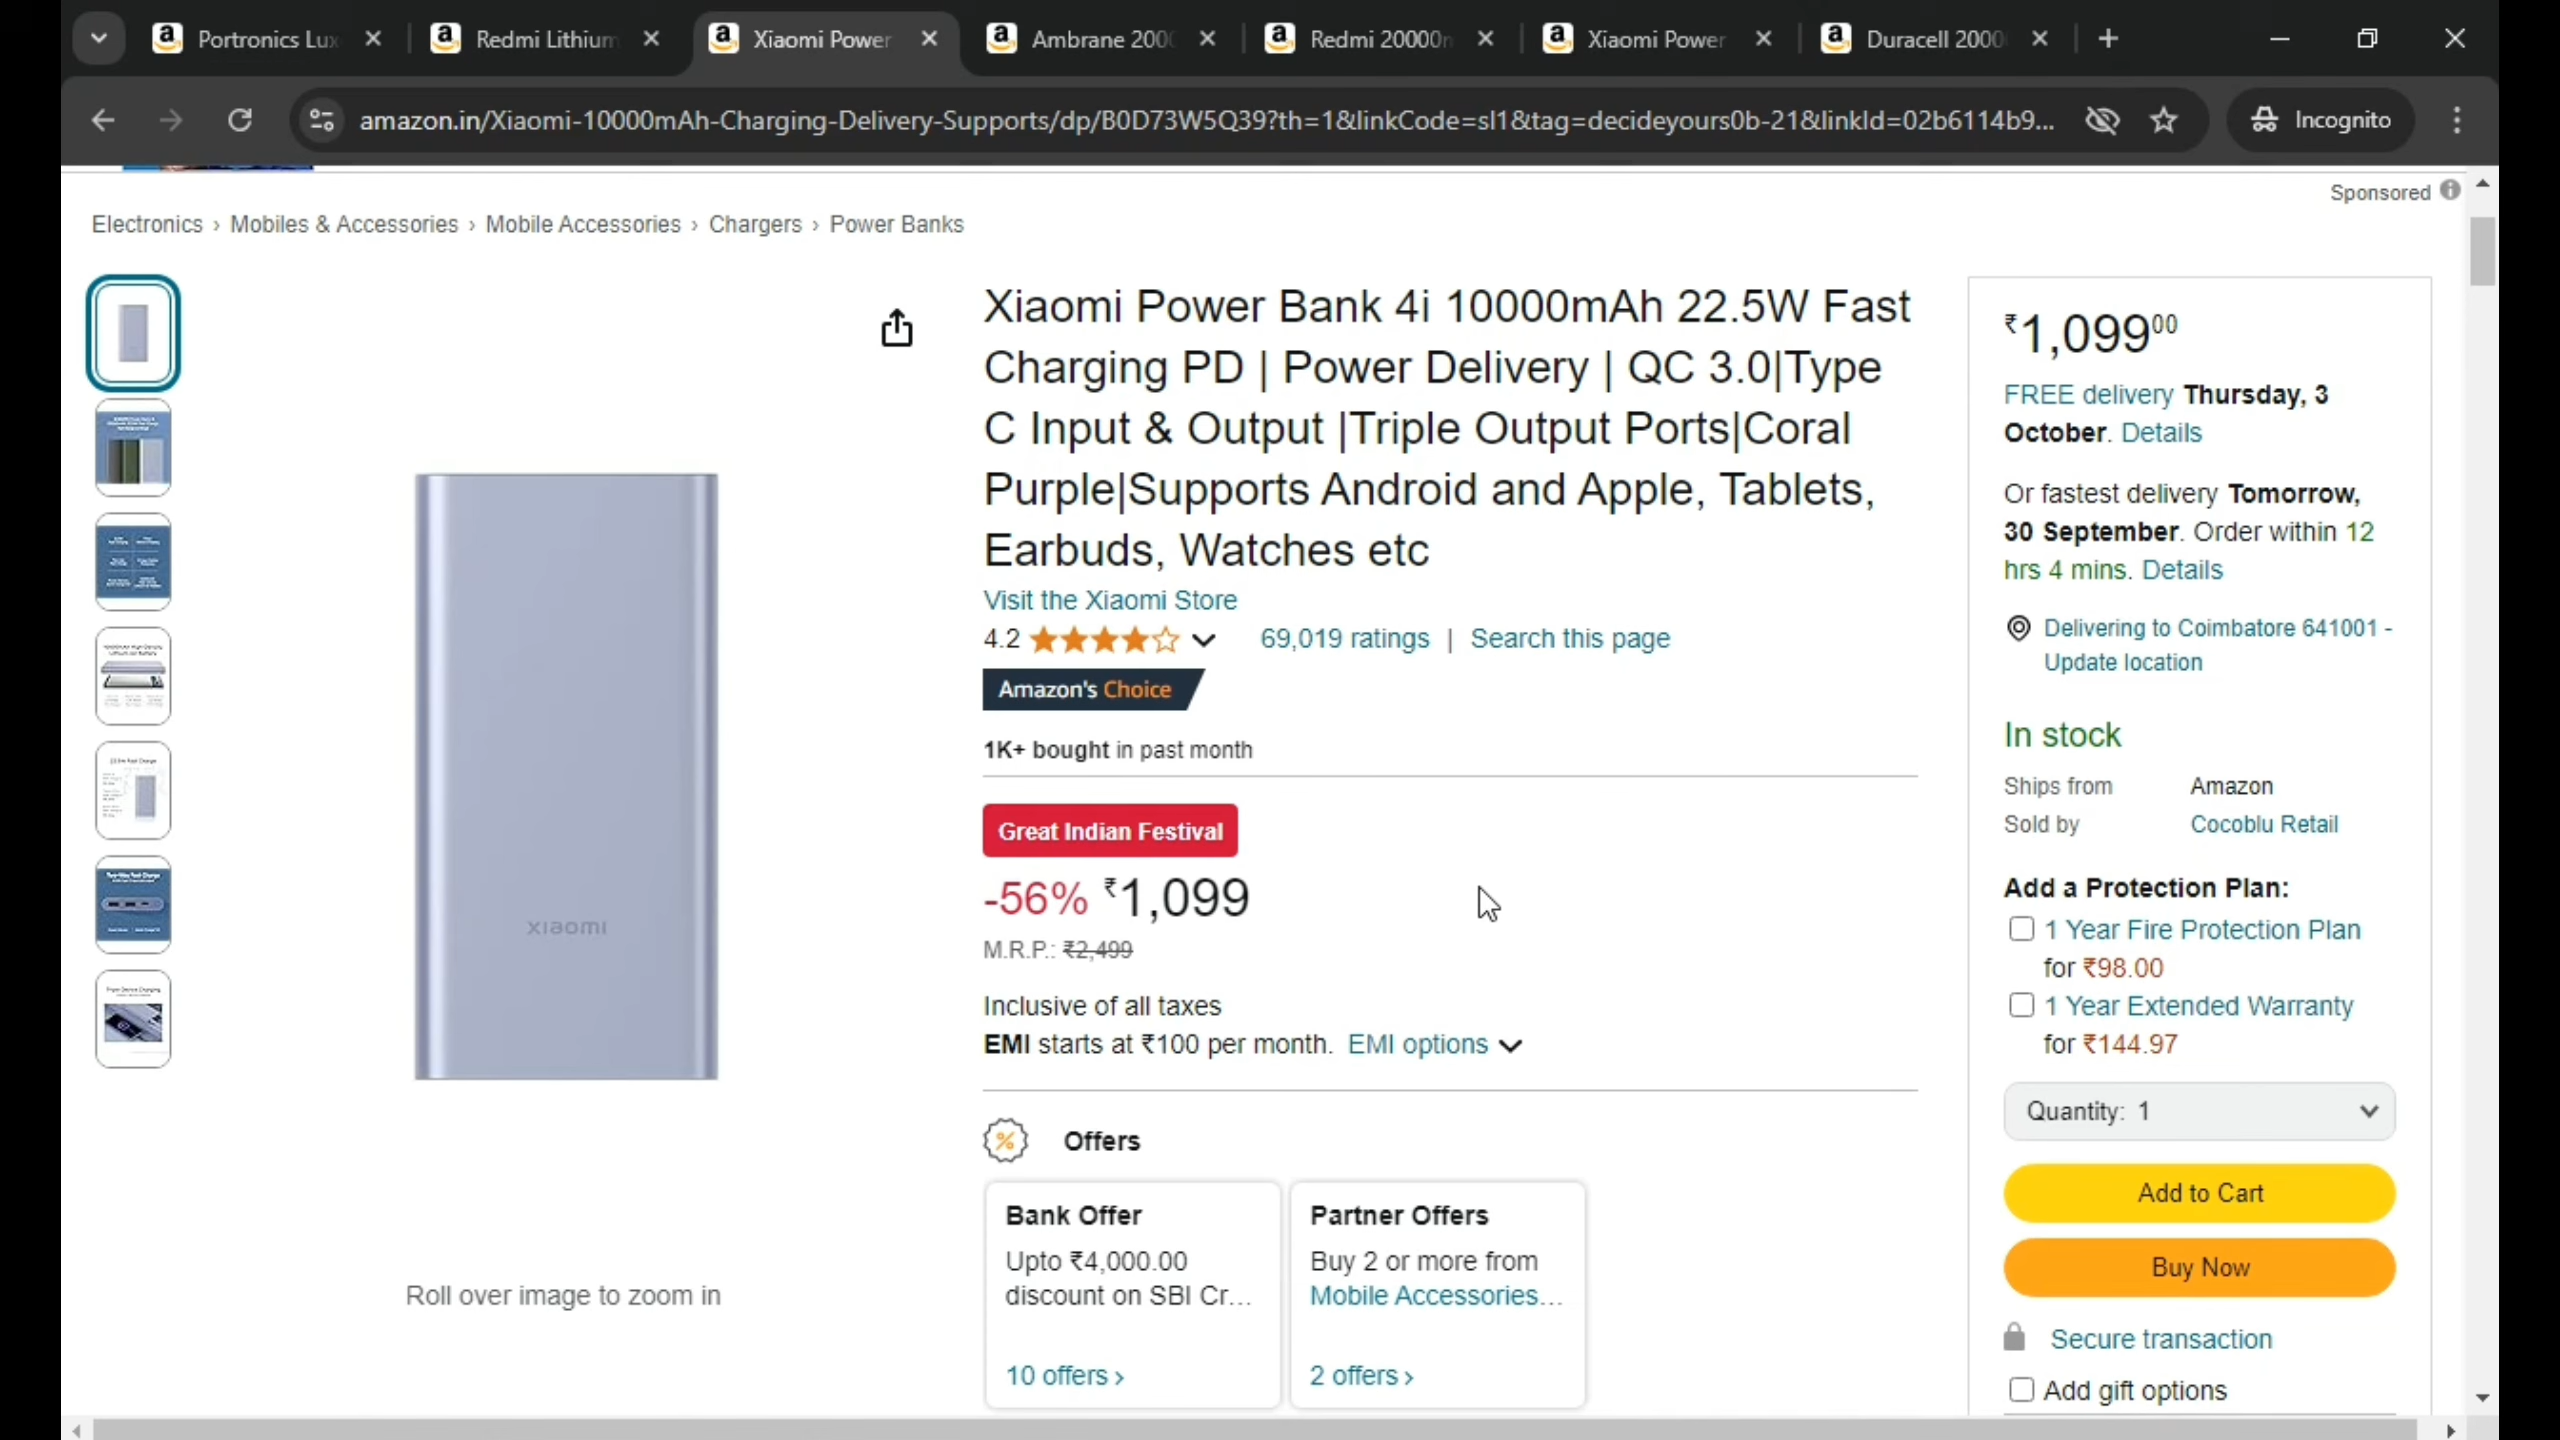 Portronics Lux
Redmi Lithium
Xiaomi Power
Ambrane 200
Redmi 20000m
Xiaomi Power
Duracell 2000
amazon.in/Xiaomi-10000mAh-Charging-Delivery-Supports/dp/B0D73W5Q39?th=1&linkCode=sl1&tag=decideyours0b-21&linkId=02b6114b9...
Incognito
Sponsored
Electronics › Mobiles & Accessories › Mobile Accessories › Chargers › Power Banks
Xiaomi Power Bank 4i 10000mAh 22.5W Fast
Charging PD | Power Delivery | QC 3.0|Type
C Input & Output |Triple Output Ports|Coral
Purple|Supports Android and Apple, Tablets,
Earbuds, Watches etc
Visit the Xiaomi Store
4.2
69,019 ratings | Search this page
Amazon's Choice
1K+ bought in past month
Great Indian Festival
-56% ₹1,099
M.R.P.: ₹2,499
Inclusive of all taxes
EMI starts at ₹100 per month. EMI options
Offers
Bank Offer
Upto ₹4,000.00
discount on SBI Cr...
10 offers ›
Partner Offers
Buy 2 or more from
Mobile Accessories...
2 offers ›
xiaomi
Roll over image to zoom in
₹1,099 00
FREE delivery Thursday, 3
October. Details
Or fastest delivery Tomorrow,
30 September. Order within 12
hrs 4 mins. Details
Delivering to Coimbatore 641001 -
Update location
In stock
Ships from Amazon
Sold by Cocoblu Retail
Add a Protection Plan:
1 Year Fire Protection Plan
for ₹98.00
1 Year Extended Warranty
for ₹144.97
Quantity: 1
Add to Cart
Buy Now
Secure transaction
Add gift options